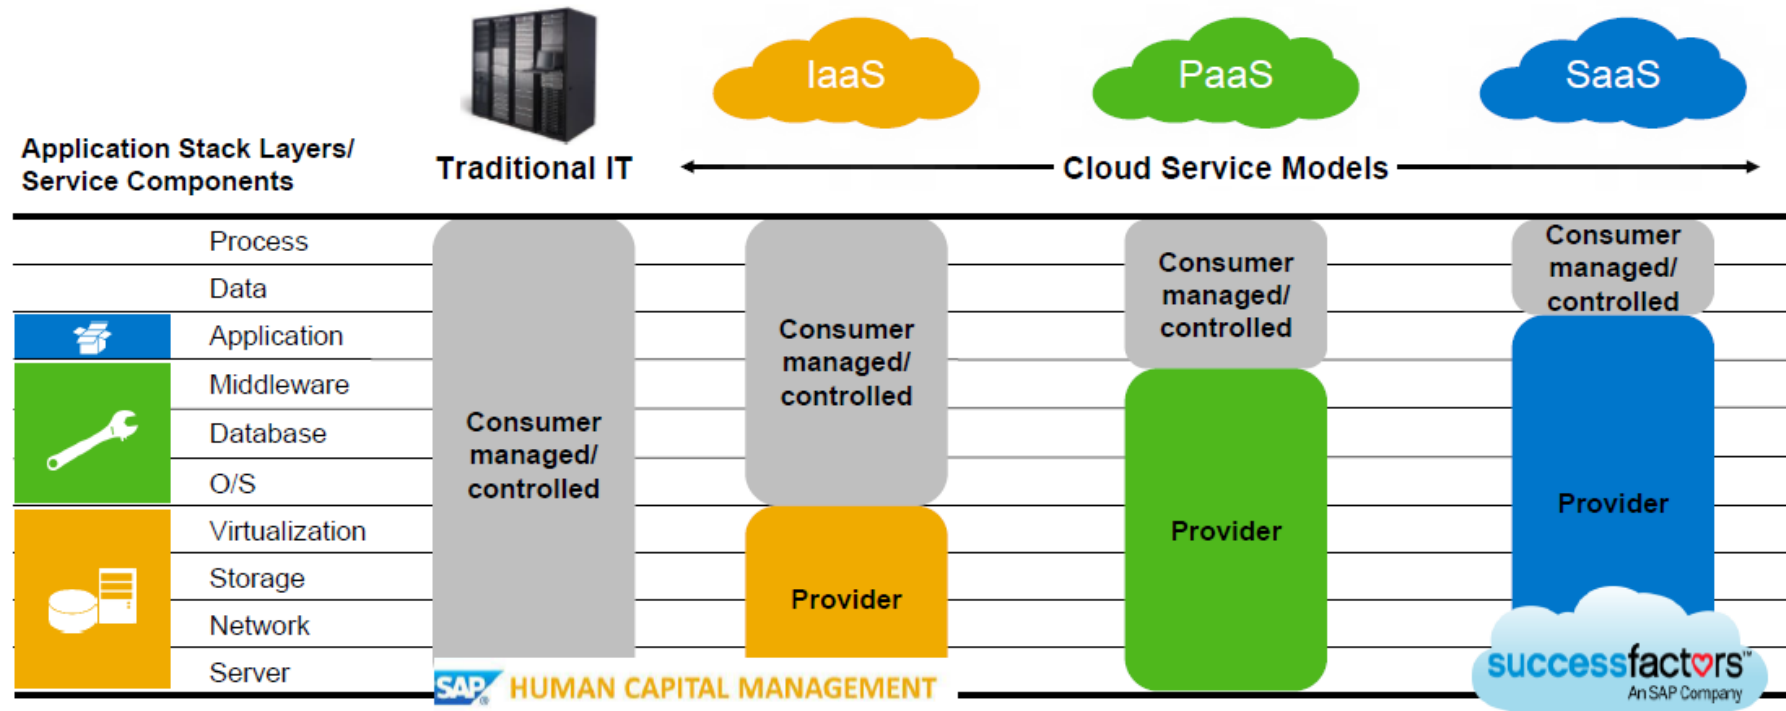 IaaS
PaaS
SaaS
Application Stack Layers/
Service Components
Traditional IT
Cloud Service Models
Process
Data
Application
Middleware
Database
O/S
Virtualization
Storage
Network
Server
Consumer
managed/
controlled
Consumer
managed/
controlled
Provider
Consumer
managed/
controlled
Provider
Consumer
managed/
controlled
Provider
SAP® HUMAN CAPITAL MANAGEMENT
successfactors™
An SAP Company